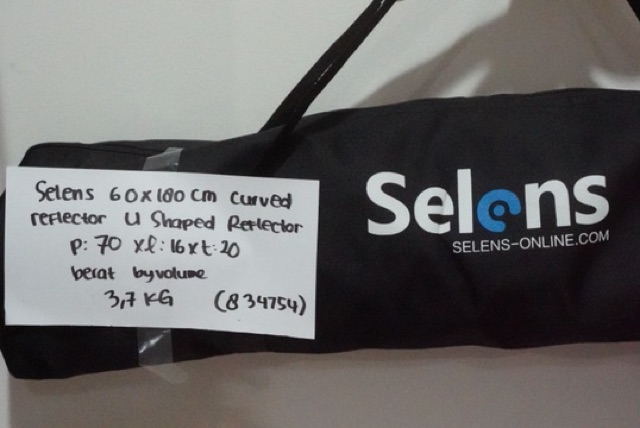 Selens 60x180 cm curved
reflector U Shaped Reflector
P: 70 x l: 16 x t: 20
berat byvolume
3,7 KG (834754)
Selens
SELENS-ONLINE.COM